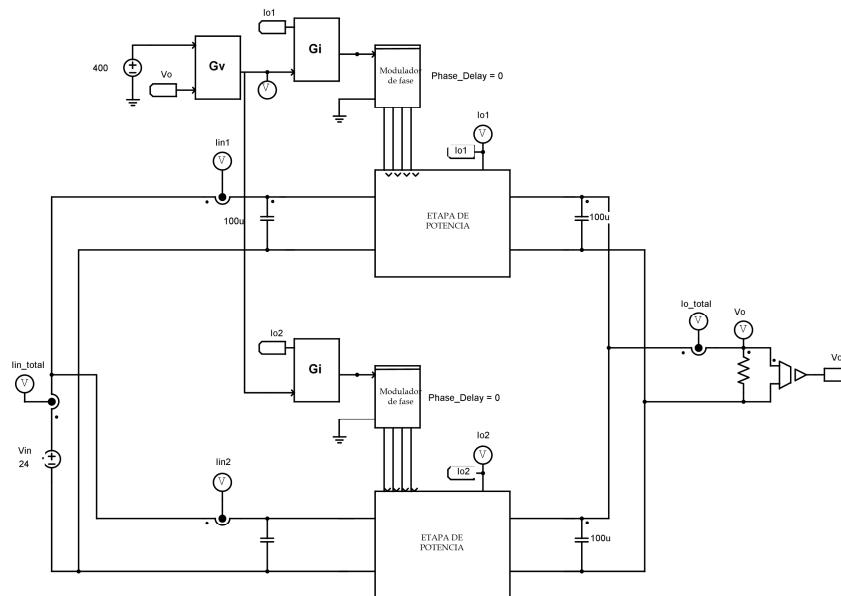 Io1
400
Vo
Gv
V
Gi
Modulador
de fase
Phase_Delay = 0
Iin1
V
100u
Io1
V
Io1
ETAPA DE
POTENCIA
100u
Io2
Gi
Modulador
de fase
Phase_Delay = 0
Io_total
V
Vo
V
Vo
Iin_total
V
Vin
24
Iin2
V
Io2
V
Io2
ETAPA DE
POTENCIA
100u